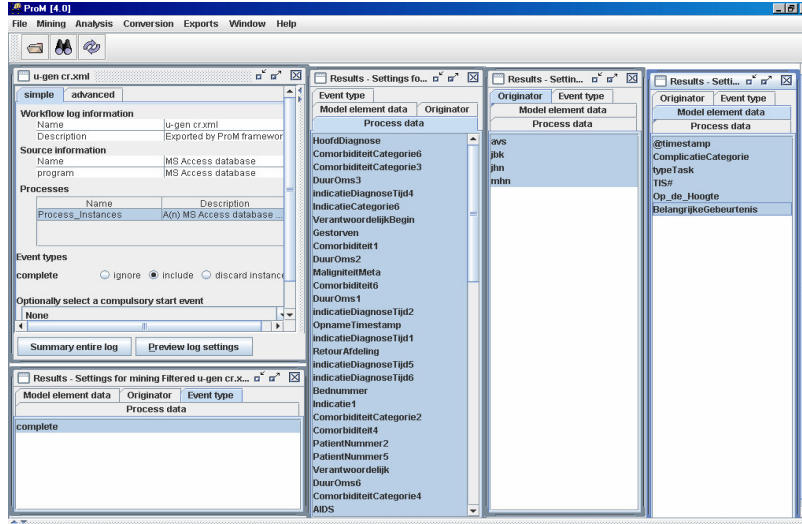 ProM [4.0]
File Mining Analysis Conversion Exports Window Help
u-gen cr.xml
simple advanced
Workflow log information
Name u-gen cr.xml
Description Exported by ProM framewor
Source information
Name MS Access database
program MS Access database
Processes
Name Description
Process_Instances A(n) MS Access database ...
Event types
complete ignore include discard instance
Optionally select a compulsory start event
None
Summary entire log Preview log settings
Results - Settings for mining Filtered u-gen cr.x...
Model element data Originator Event type
Process data
complete
Results - Settings fo...
Event type
Model element data Originator
Process data
HoofdDiagnose
ComorbiditeitCategorie6
ComorbiditeitCategorie3
DuurOms3
indicatieDiagnoseTijd4
IndicatieCategorie6
VerantwoordelijkBegin
Gestorven
Comorbiditeit1
DuurOms2
MaligniteitMeta
Comorbiditeit6
DuurOms1
indicatieDiagnoseTijd2
OpnameTimestamp
indicatieDiagnoseTijd1
RetourAfdeling
indicatieDiagnoseTijd5
indicatieDiagnoseTijd6
Bednummer
Indicatie1
ComorbiditeitCategorie2
Comorbiditeit4
PatientNummer2
PatientNummer5
Verantwoordelijk
DuurOms6
ComorbiditeitCategorie4
AIDS
Results - Settin...
Originator Event type
Model element data
Process data
avs
jbk
jhn
mhn
Results - Setti...
Originator Event type
Model element data
Process data
@timestamp
ComplicatieCategorie
typeTask
TIS#
Op_de_Hoogte
BelangrijkeGebeurtenis